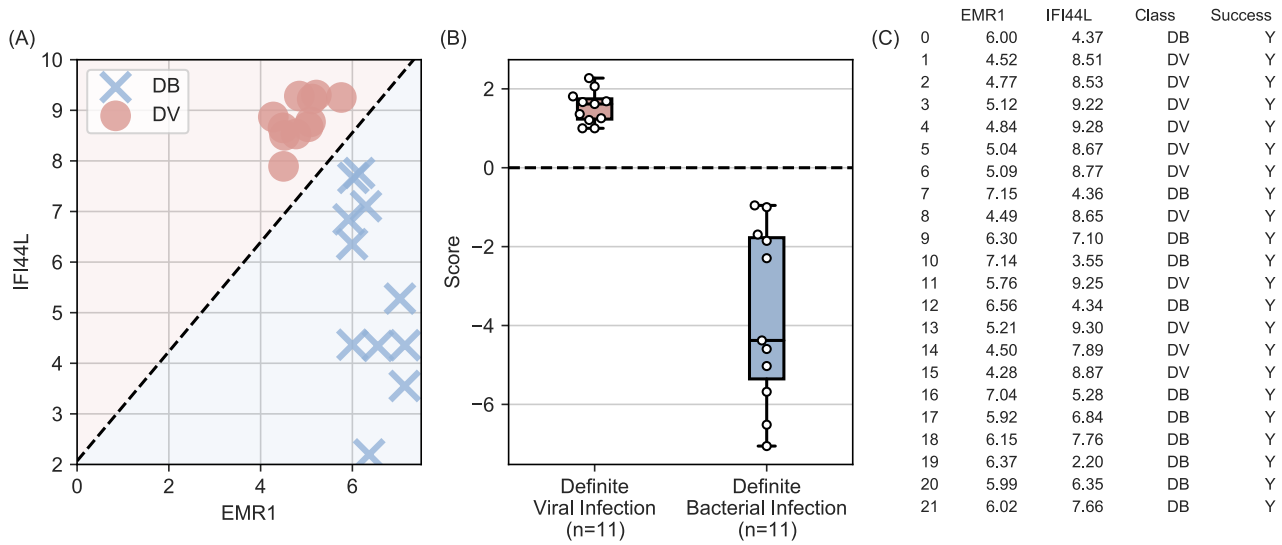 (A)
10
9
8
7
6
5
4
3
2
IFI44L
DB
DV
0 2 4 6
EMR1
(B)
2
0
−2
−4
−6
Score
Definite
Viral Infection
(n=11)
Definite
Bacterial Infection
(n=11)
(C)
EMR1 IFI44L Class Success
0 6.00 4.37 DB Y
1 4.52 8.51 DV Y
2 4.77 8.53 DV Y
3 5.12 9.22 DV Y
4 4.84 9.28 DV Y
5 5.04 8.67 DV Y
6 5.09 8.77 DV Y
7 7.15 4.36 DB Y
8 4.49 8.65 DV Y
9 6.30 7.10 DB Y
10 7.14 3.55 DB Y
11 5.76 9.25 DV Y
12 6.56 4.34 DB Y
13 5.21 9.30 DV Y
14 4.50 7.89 DV Y
15 4.28 8.87 DV Y
16 7.04 5.28 DB Y
17 5.92 6.84 DB Y
18 6.15 7.76 DB Y
19 6.37 2.20 DB Y
20 5.99 6.35 DB Y
21 6.02 7.66 DB Y